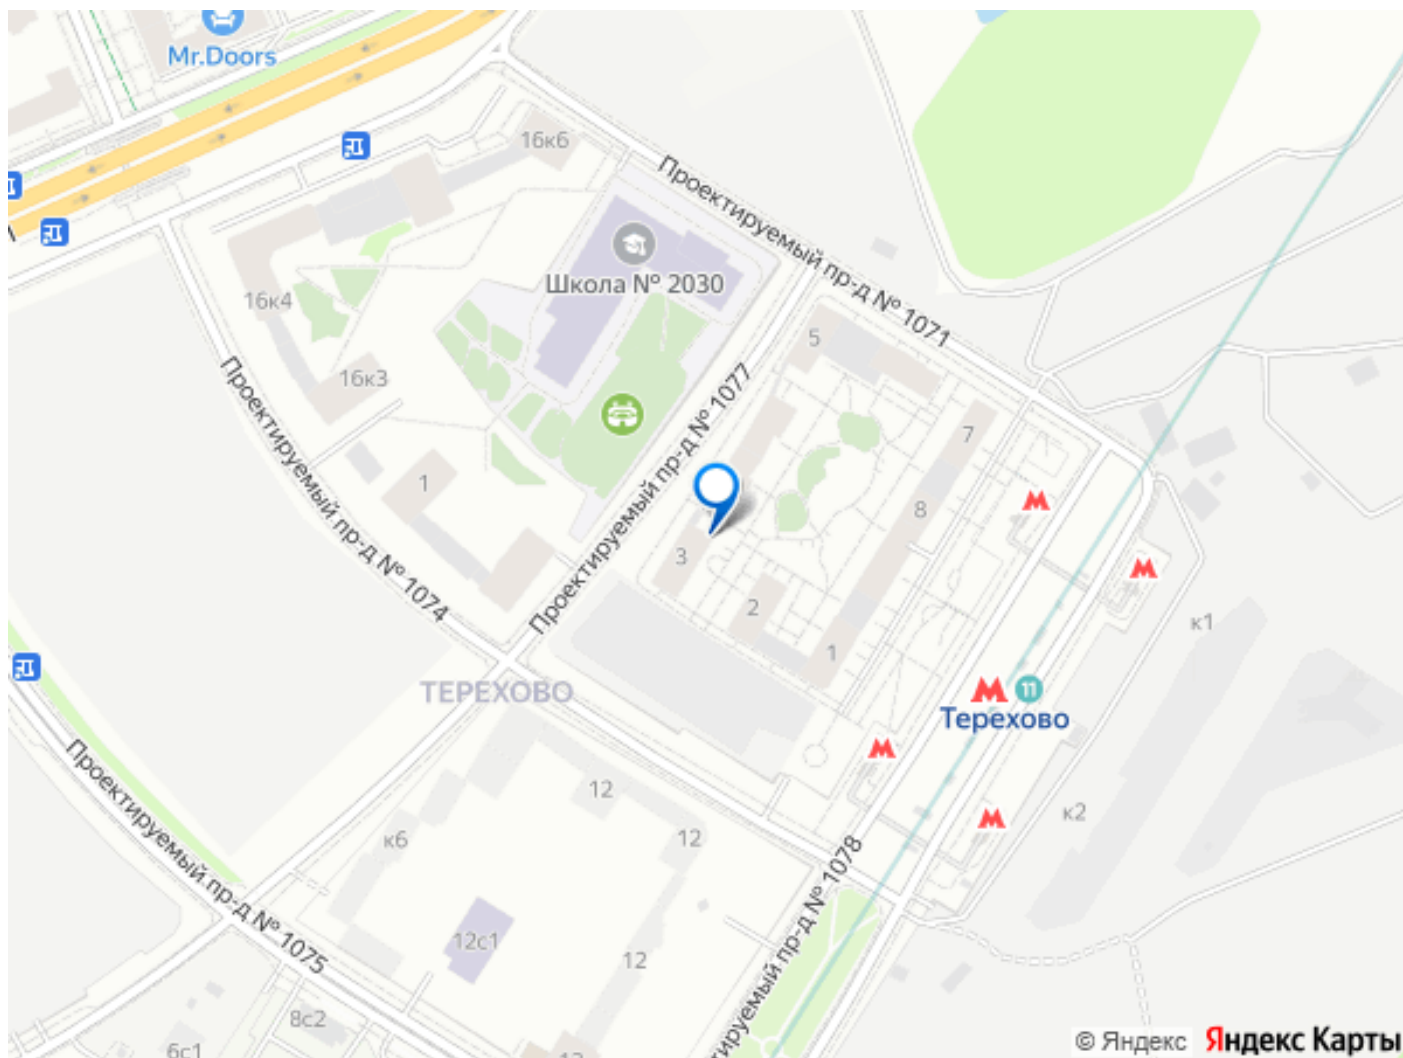 Mr.Doors
16к6
Проектируемый пр-д № 1071
Школа № 2030
16к4
5
16к3
Проектируемый пр-д № 1077
7
1
8
Проектируемый пр-д № 1074
3
2
к1
1
ТЕРЕХОВО
11
Терехово
12
к2
12
к6
Проектируемый пр-д № 1075
Проектируемый пр-д № 1078
12с1
12
8с2
6с1
© Яндекс Яндекс Карты